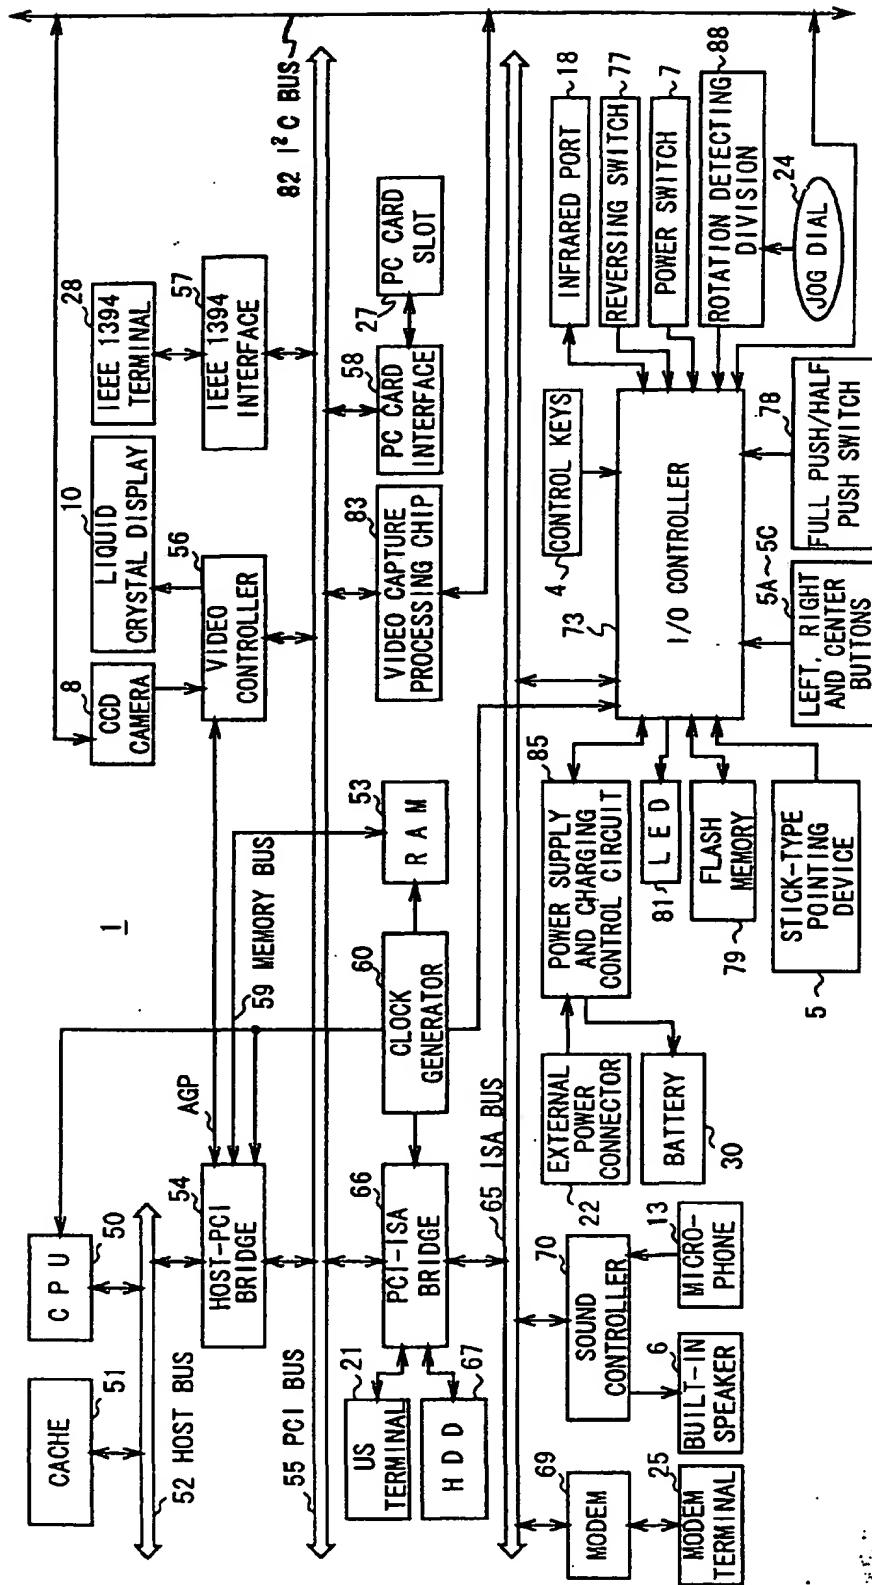 1
CACHE
51
C P U
50
52 HOST BUS
HOST-PCI
BRIDGE
54
AGP
59 MEMORY BUS
CCD
CAMERA
8
LIQUID
CRYSTAL DISPLAY
10
VIDEO
CONTROLLER
56
IEEE 1394
TERMINAL
28
IEEE 1394
INTERFACE
57
82 I²C BUS
55 PCI BUS
US
TERMINAL
21
H D D
67
PCI-ISA
BRIDGE
66
CLOCK
GENERATOR
60
R A M
53
VIDEO CAPTURE
PROCESSING CHIP
83
PC CARD
INTERFACE
58
PC CARD
SLOT
27
65 ISA BUS
MODEM
69
MODEM
TERMINAL
25
SOUND
CONTROLLER
70
BUILT-IN
SPEAKER
6
MICRO-
PHONE
13
EXTERNAL
POWER
CONNECTOR
22
BATTERY
30
POWER SUPPLY
AND CHARGING
CONTROL CIRCUIT
85
L E D
81
FLASH
MEMORY
79
STICK-TYPE
POINTING
DEVICE
5
I/O CONTROLLER
73
CONTROL KEYS
4
LEFT, RIGHT
AND CENTER
BUTTONS
5A~5C
FULL PUSH/HALF
PUSH SWITCH
78
INFRARED PORT
18
REVERSING SWITCH
77
POWER SWITCH
7
ROTATION DETECTING
DIVISION
88
JOG DIAL
24